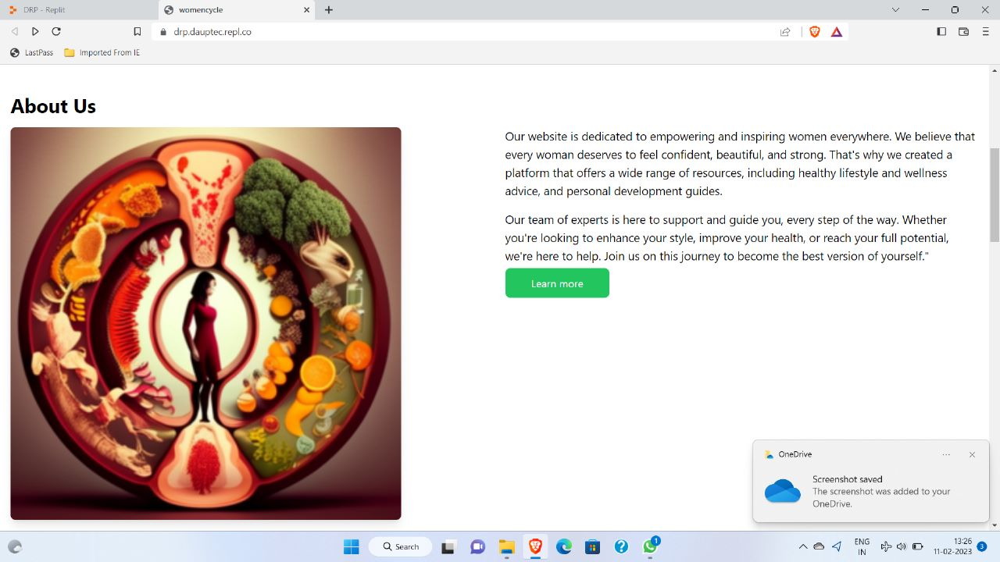 DRP - Replit
womencycle
drp.dauptec.repl.co
LastPass
Imported From IE
About Us
Our website is dedicated to empowering and inspiring women everywhere. We believe that
every woman deserves to feel confident, beautiful, and strong. That's why we created a
platform that offers a wide range of resources, including healthy lifestyle and wellness
advice, and personal development guides.
Our team of experts is here to support and guide you, every step of the way. Whether
you're looking to enhance your style, improve your health, or reach your full potential,
we're here to help. Join us on this journey to become the best version of yourself."
Learn more
OneDrive
Screenshot saved
The screenshot was added to your
OneDrive.
Search
1
ENG
IN
13:26
11-02-2023
3